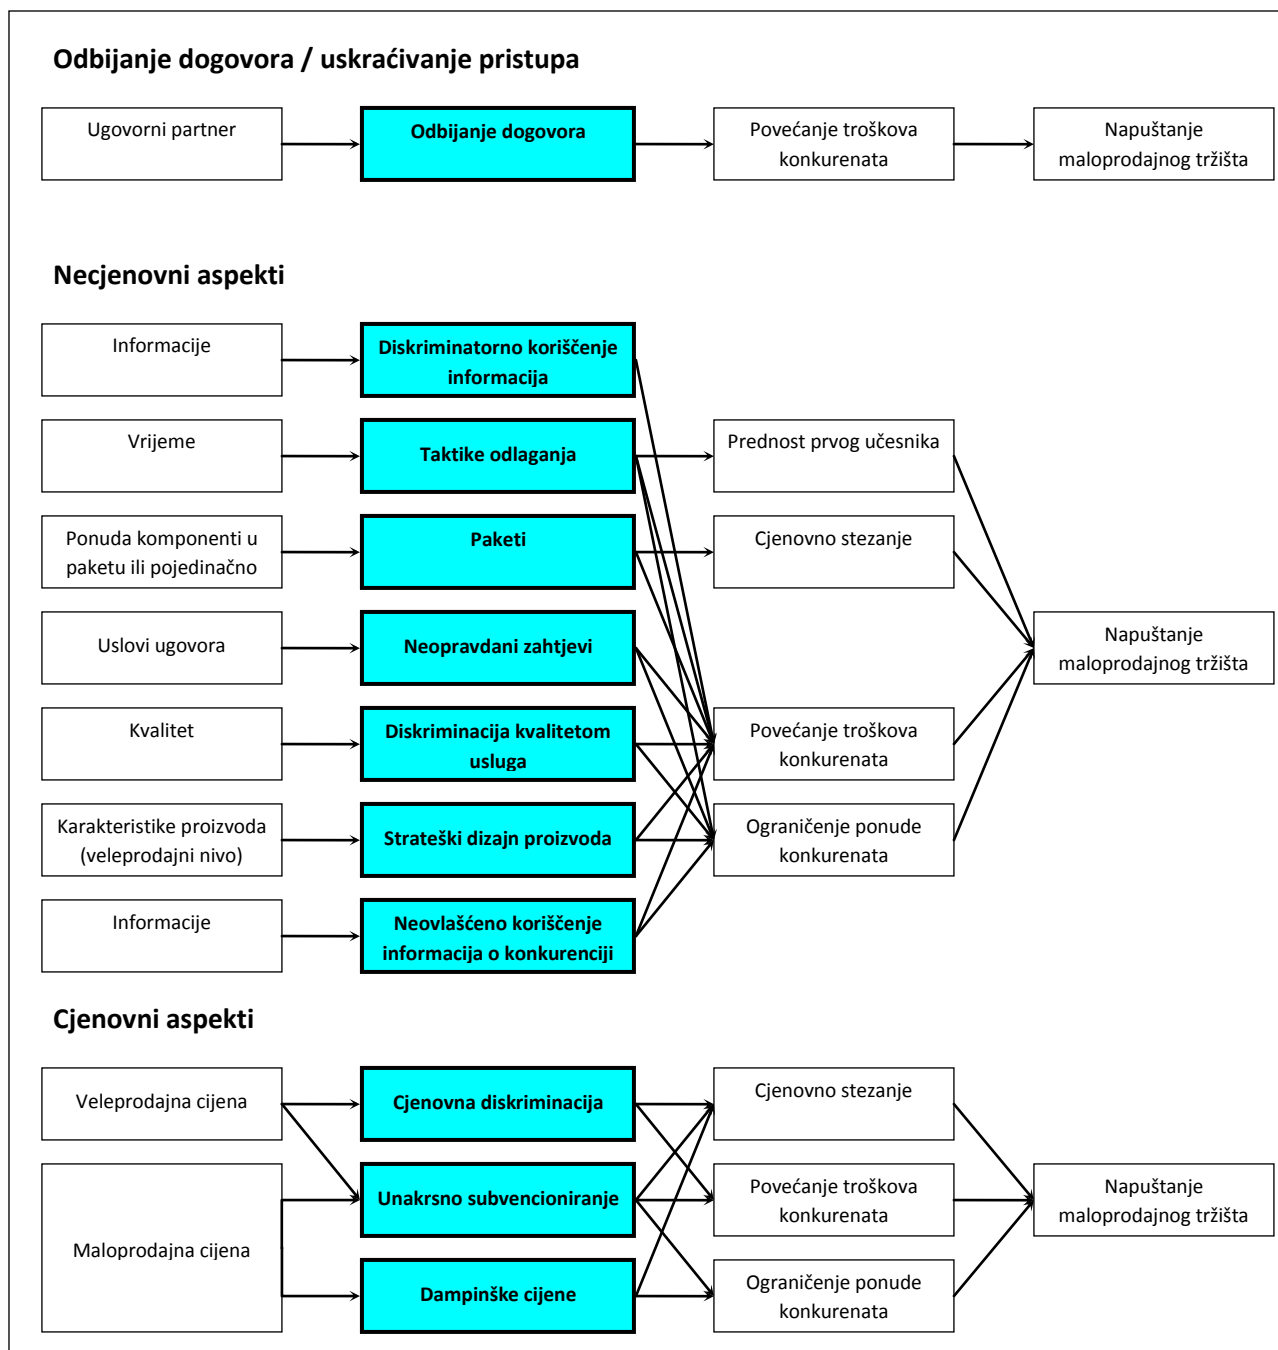 Odbijanje dogovora / uskraćivanje pristupa
Ugovorni partner
Odbijanje dogovora
Povećanje troškova
konkurenata
Napuštanje
maloprodajnog tržišta
Necjenovni aspekti
Informacije
Diskriminatorno koriščenje
informacija
Vrijeme
Taktike odlaganja
Prednost prvog učesnika
Ponuda komponenti u
paketu ili pojedinačno
Paketi
Cjenovno stezanje
Uslovi ugovora
Neopravdani zahtjevi
Napuštanje
maloprodajnog tržišta
Kvalitet
Diskriminacija kvalitetom
usluga
Povećanje troškova
konkurenata
Karakteristike proizvoda
(veleprodajni nivo)
Strateški dizajn proizvoda
Ograničenje ponude
konkurenata
Informacije
Neovlašćeno koriščenje
informacija o konkurenciji
Cjenovni aspekti
Veleprodajna cijena
Cjenovna diskriminacija
Cjenovno stezanje
Maloprodajna cijena
Unakrsno subvencioniranje
Povećanje troškova
konkurenata
Napuštanje
maloprodajnog tržišta
Dampinške cijene
Ograničenje ponude
konkurenata